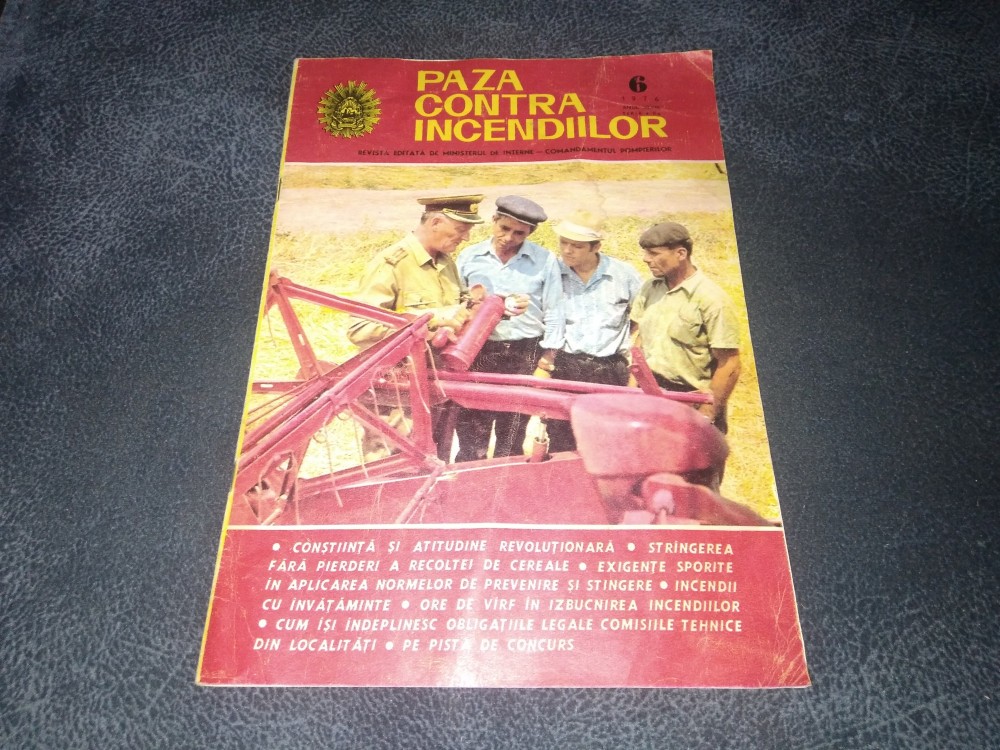 PAZA
CONTRA
INCENDIILOR
6
REVISTĂ EDITATĂ DE MINISTERUL DE INTERNE — COMANDAMENTUL POMPIERILOR
• CONȘTIINȚĂ ȘI ATITUDINE REVOLUȚIONARĂ • STRÎNGEREA
FĂRĂ PIERDERI A RECOLTEI DE CEREALE • EXIGENȚE SPORITE
ÎN APLICAREA NORMELOR DE PREVENIRE ȘI STINGERE • INCENDII
CU ÎNVĂȚĂMINTE • ORE DE VÎRF ÎN IZBUCNIREA INCENDIILOR
• CUM ÎȘI ÎNDEPLINESC OBLIGAȚIILE LEGALE COMISIILE TEHNICE
DIN LOCALITĂȚI • PE PISTA DE CONCURS